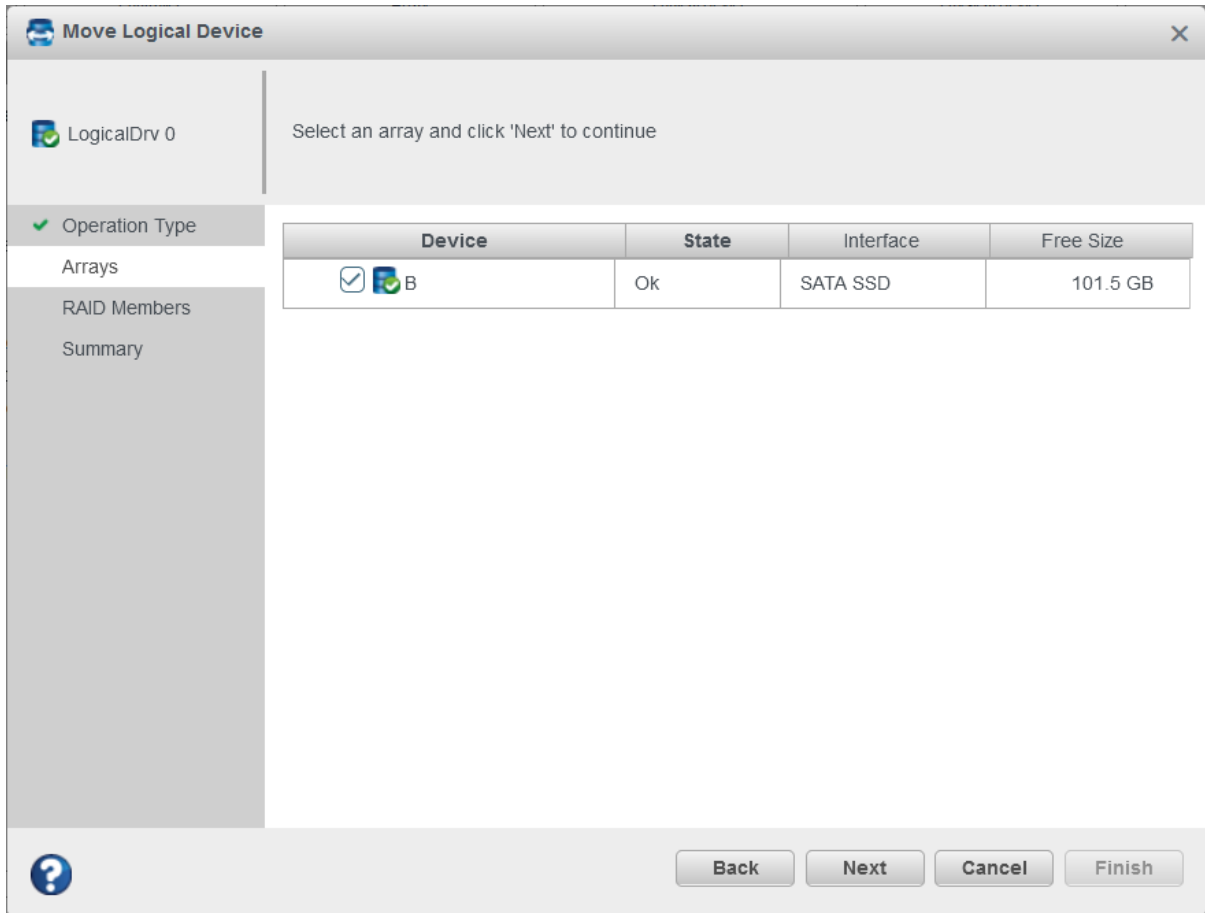 Move Logical Device
LogicalDrv 0
Select an array and click 'Next' to continue
Operation Type
Arrays
RAID Members
Summary
Device State Interface Free Size
B Ok SATA SSD 101.5 GB
Back Next Cancel Finish